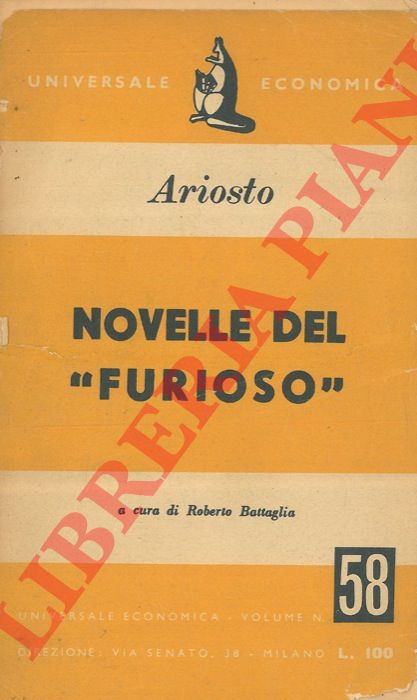 UNIVERSALE ECONOMICA
Ariosto
NOVELLE DEL
"FURIOSO"
a cura di Roberto Battaglia
58
UNIVERSALE ECONOMICA - VOLUME N.
DIREZIONE: VIA SENATO, 38 - MILANO L. 100
LIBRERIA PIANI